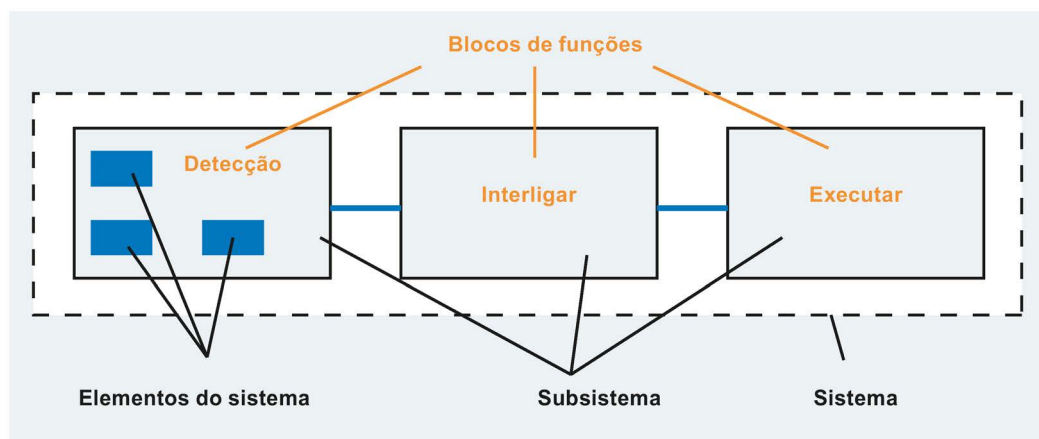 Blocos de funções
Detecção
Interligar
Executar
Elementos do sistema
Subsistema
Sistema